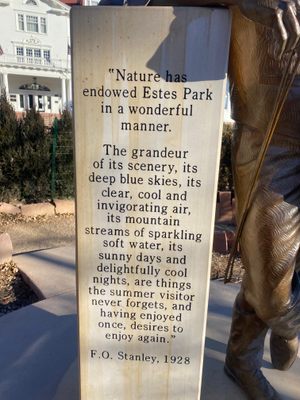 "Nature has
endowed Estes Park
in a wonderful
manner.
The grandeur
of its scenery, its
deep blue skies, its
clear, cool and
invigorating air,
its mountain
streams of sparkling
soft water, its
sunny days and
delightfully cool
nights, are things
the summer visitor
never forgets, and
having enjoyed
once, desires to
enjoy again."
F.O. Stanley, 1928